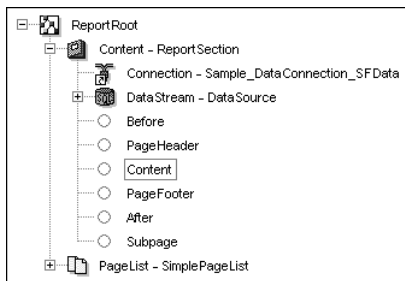 ReportRoot
Content - ReportSection
Connection - Sample_DataConnection_SFData
DataStream - DataSource
Before
PageHeader
Content
PageFooter
After
Subpage
PageList - SimplePageList